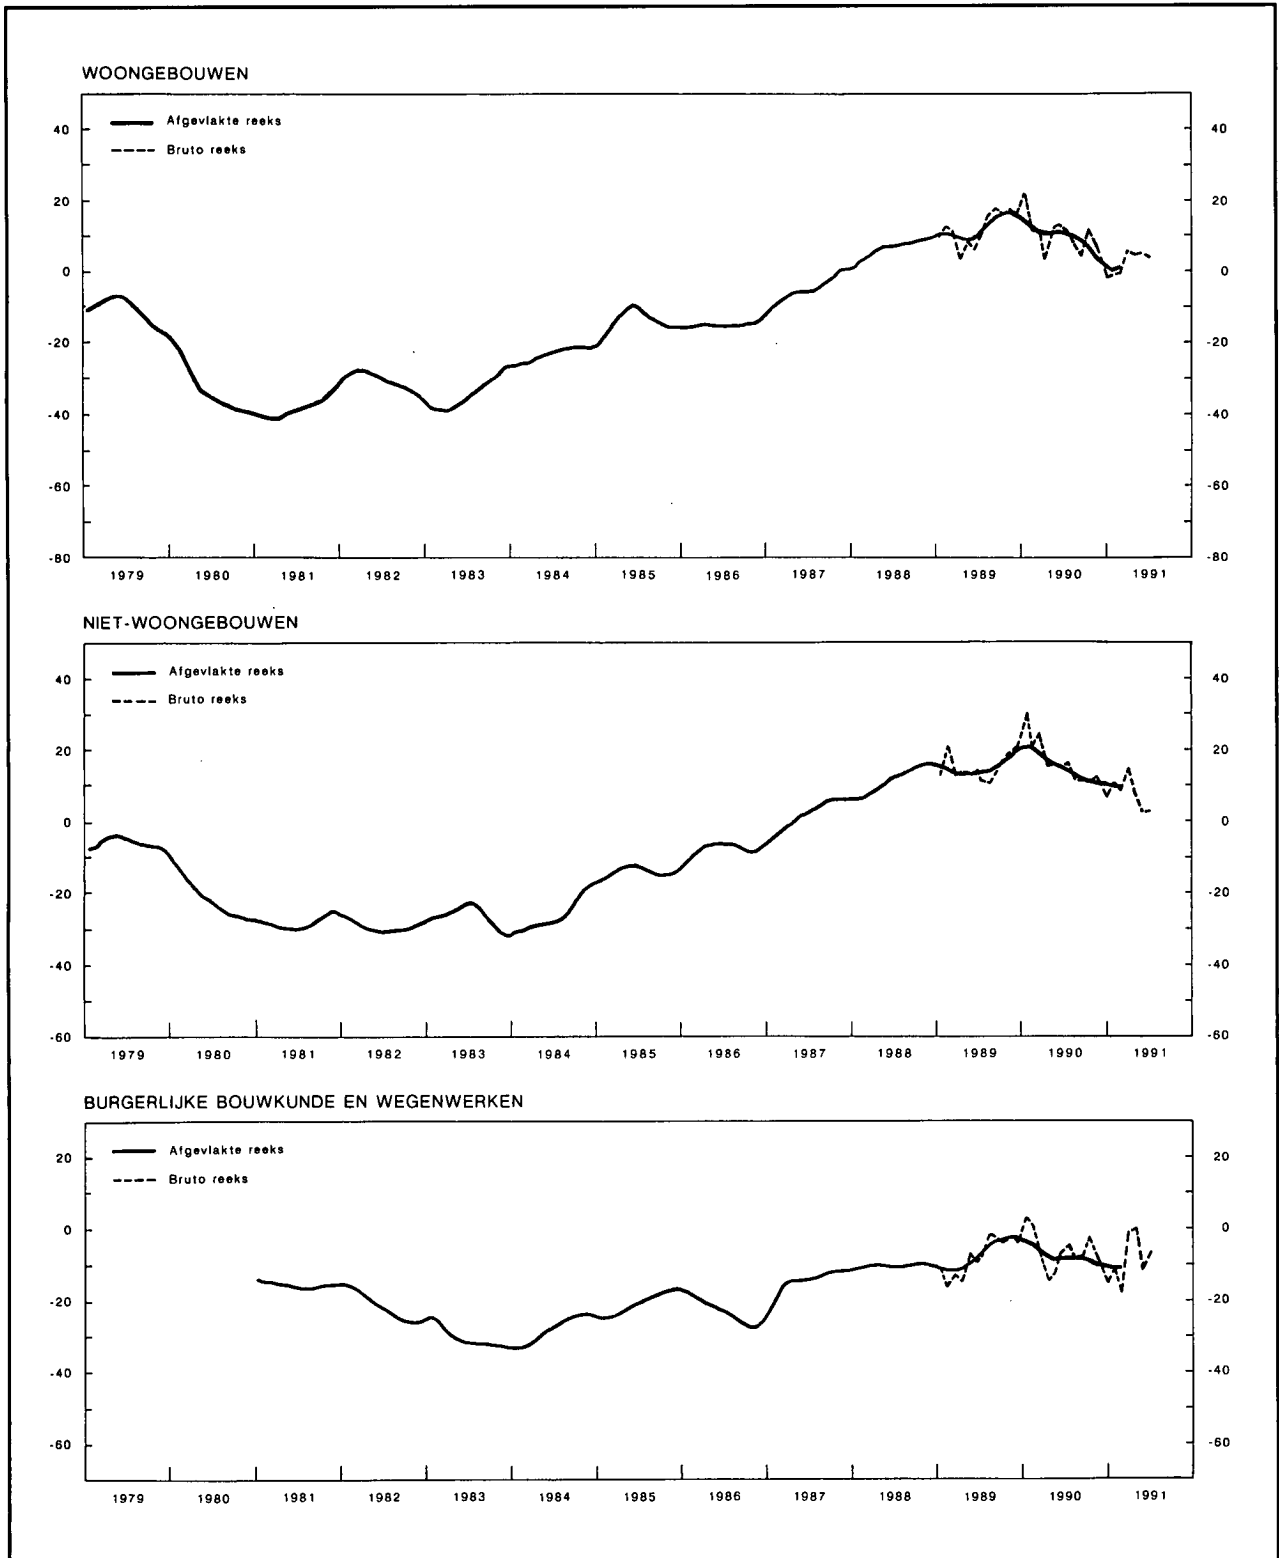 WOONGEBOUWEN
Afgevlakte reeks
Bruto reeks
40 40
20 20
0 0
-20 -20
-40 -40
-60 -60
-80 -80
1979 1980 1981 1982 1983 1984 1985 1986 1987 1988 1989 1990 1991
NIET-WOONGEBOUWEN
Afgevlakte reeks
Bruto reeks
40 40
20 20
0 0
-20 -20
-40 -40
-60 -60
1979 1980 1981 1982 1983 1984 1985 1986 1987 1988 1989 1990 1991
BURGERLIJKE BOUWKUNDE EN WEGENWERKEN
Afgevlakte reeks
Bruto reeks
20 20
0 0
-20 -20
-40 -40
-60 -60
1979 1980 1981 1982 1983 1984 1985 1986 1987 1988 1989 1990 1991